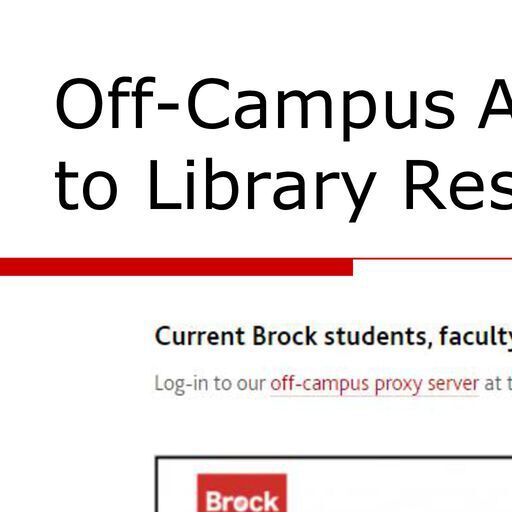 Off-Campus A
to Library Res
Current Brock students, faculty
Log-in to our off-campus proxy server at t
Brock